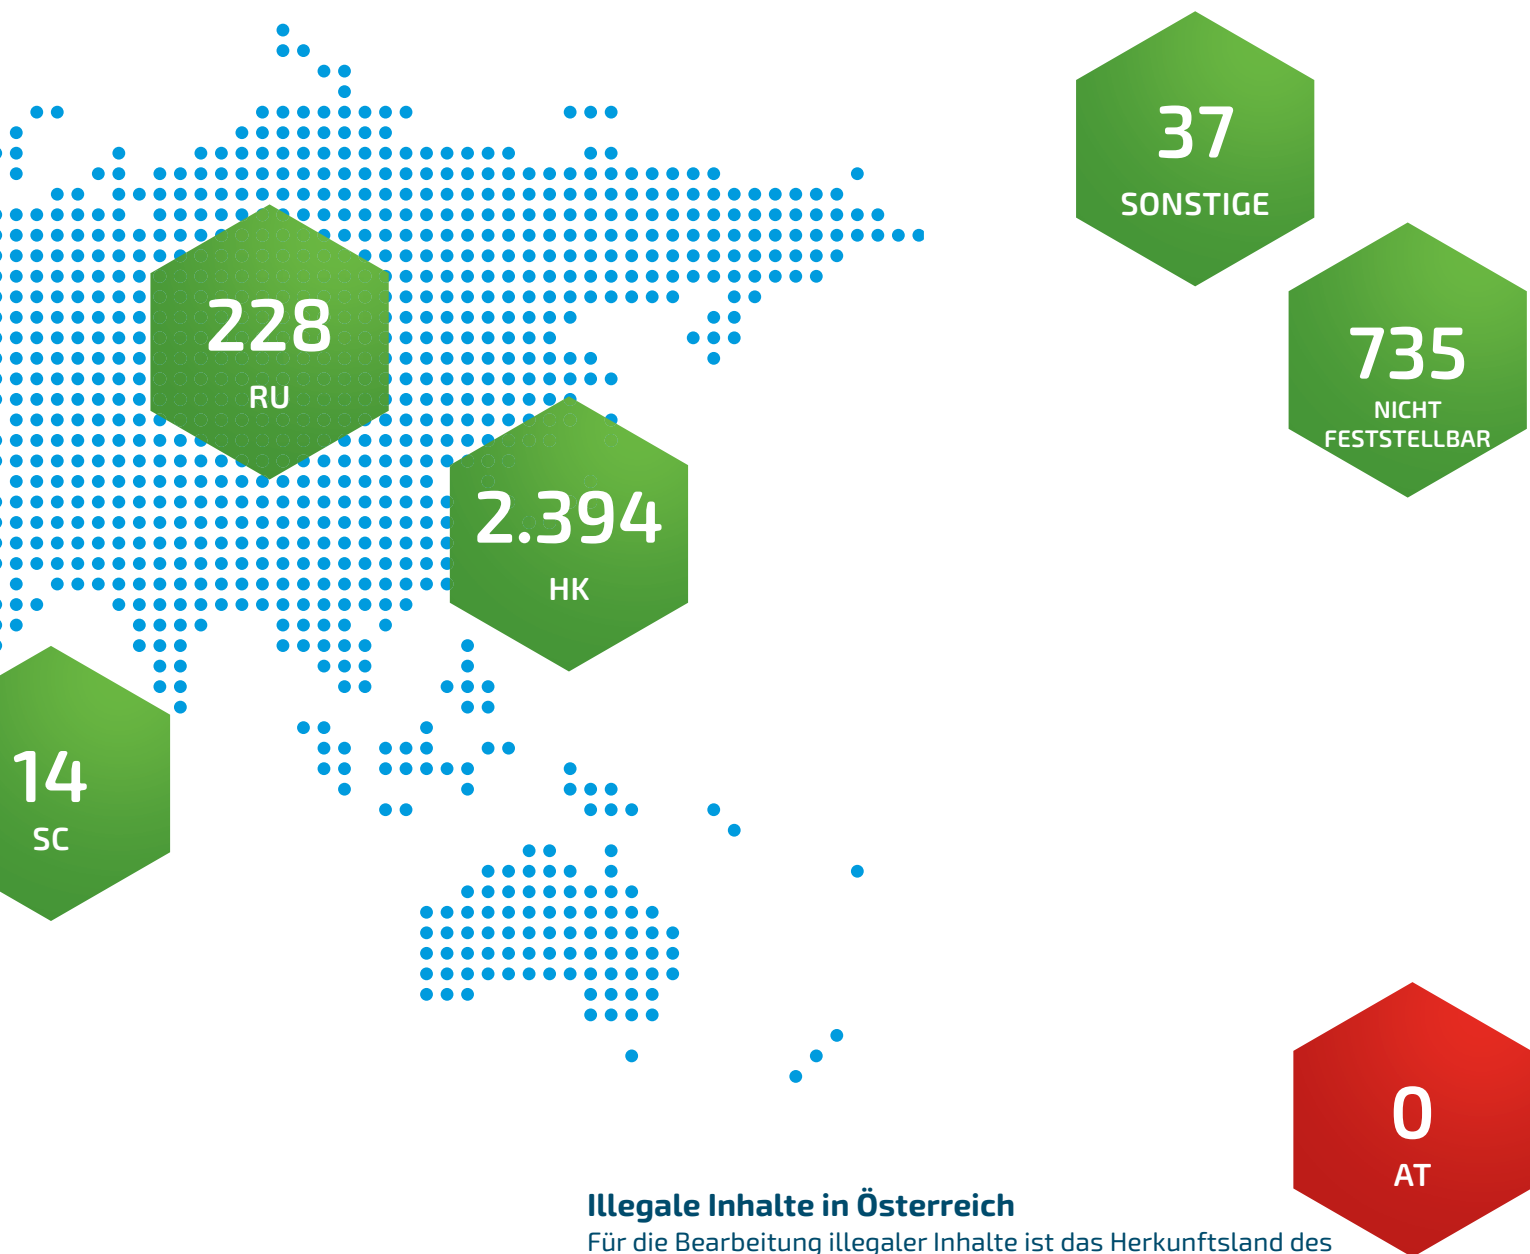 37
SONSTIGE
228
RU
735
NICHT
FESTSTELLBAR
2.394
HK
14
SC
0
AT
Illegale Inhalte in Österreich
Für die Bearbeitung illegaler Inhalte ist das Herkunftsland des